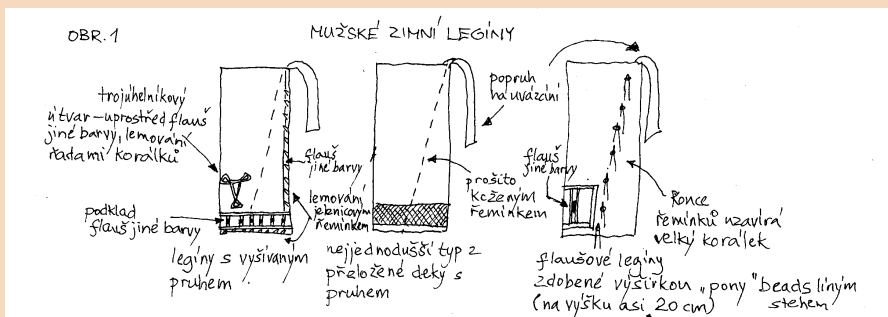 OBR. 1
MUŽSKÉ ZIMNÍ LEGÍNY
trojúhelníkový
útvar – uprostřed flauš
jiné barvy, lemování
řadami korálků
podklad
flauš jiné barvy
flauš
jiné barvy
lemování
jelenicovým
řemínkem
legíny s vyšívaným
pruhem
popruh
na uvázání
prošito
koženým
řemínkem
nejjednodušší typ z
přeložené deky s
pruhem
flauš
jiné barvy
konce
řemínků uzavírá
velký korálek
flaušové legíny
zdobené výšivkou „pony" beads líným
(na výšku asi 20 cm) stehem